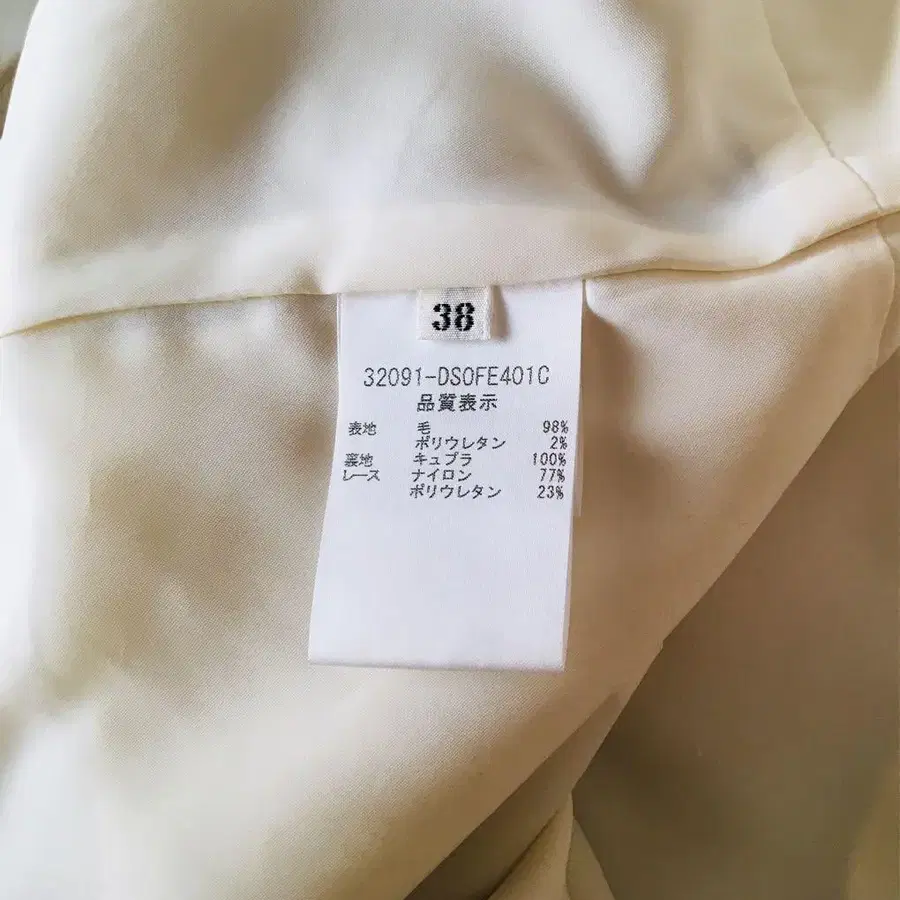 38
32091-DS0FE401C
品質表示
表地 毛 98%
ポリウレタン 2%
裏地 キュプラ 100%
レース ナイロン 77%
ポリウレタン 23%